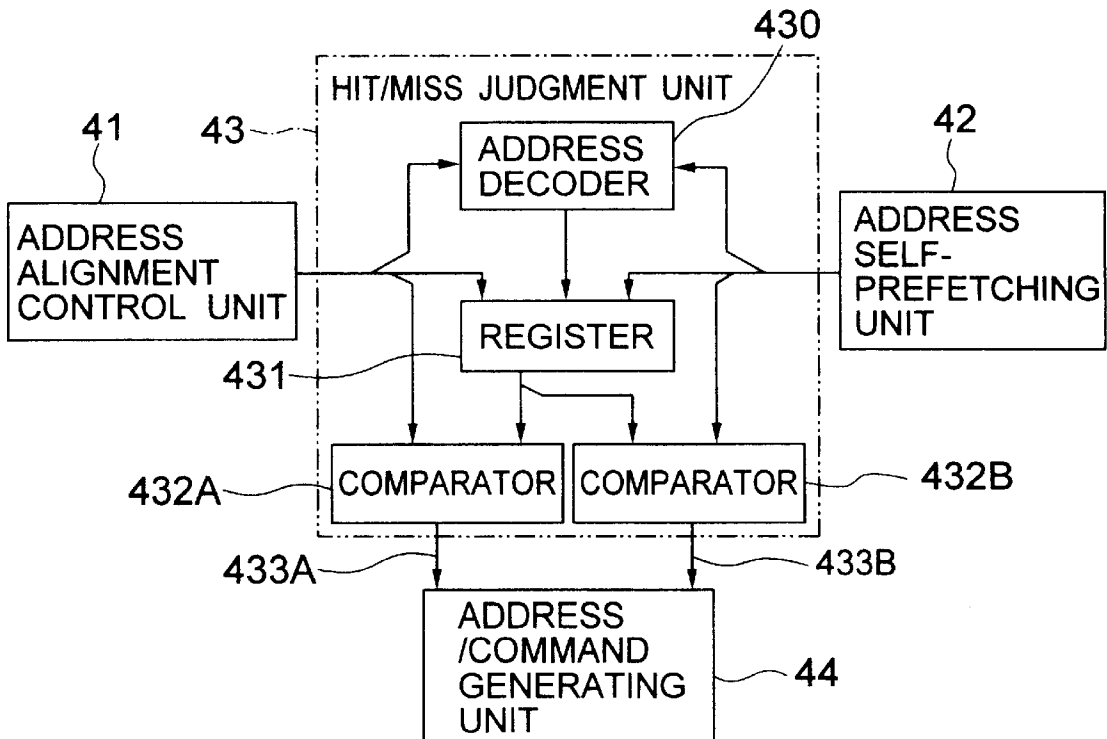 430
HIT/MISS JUDGMENT UNIT
41
43
42
ADDRESS
DECODER
ADDRESS
ALIGNMENT
CONTROL UNIT
ADDRESS
SELF-
PREFETCHING
UNIT
REGISTER
431
COMPARATOR
COMPARATOR
432A
432B
433A
433B
ADDRESS
/COMMAND
GENERATING
UNIT
44